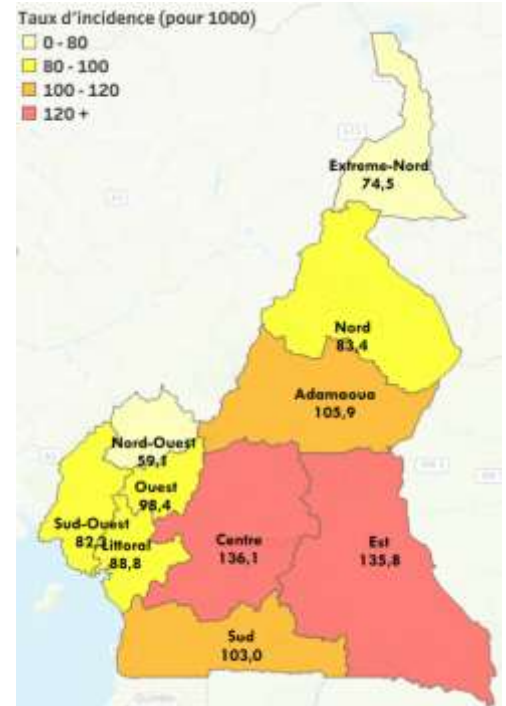 Taux d'incidence (pour 1000)
0 - 80
80 - 100
100 - 120
120 +
Extreme-Nord
74,5
Nord
83,4
Adamaoua
105,9
Nord-Ouest
59,1
Ouest
98,4
Sud-Ouest
Littoral
88,8
Centre
136,1
Est
135,8
Sud
103,0